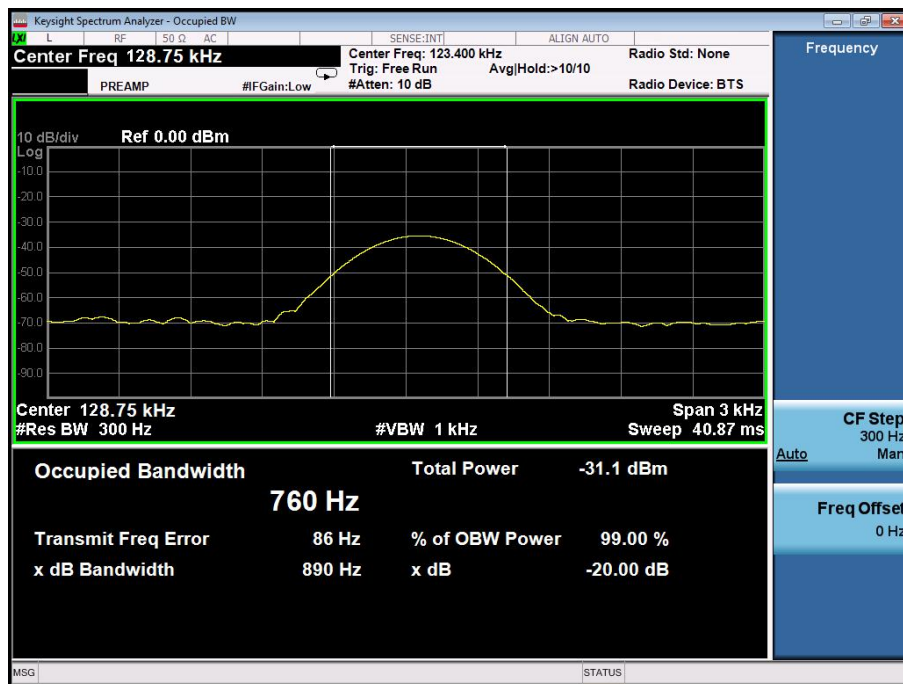 Keysight Spectrum Analyzer - Occupied BW
LXI L RF 50 Ω AC SENSE:INT ALIGN AUTO
Center Freq 128.75 kHz
Center Freq: 123.400 kHz Radio Std: None
Trig: Free Run Avg|Hold:>10/10
PREAMP #IFGain:Low #Atten: 10 dB Radio Device: BTS
Frequency
10 dB/div Ref 0.00 dBm
Log
-10.0
-20.0
-30.0
-40.0
-50.0
-60.0
-70.0
-80.0
-90.0
Center 128.75 kHz Span 3 kHz
#Res BW 300 Hz #VBW 1 kHz Sweep 40.87 ms
CF Step
300 Hz
Auto Man
Freq Offset
0 Hz
Occupied Bandwidth Total Power -31.1 dBm
760 Hz
Transmit Freq Error 86 Hz % of OBW Power 99.00 %
x dB Bandwidth 890 Hz x dB -20.00 dB
MSG STATUS